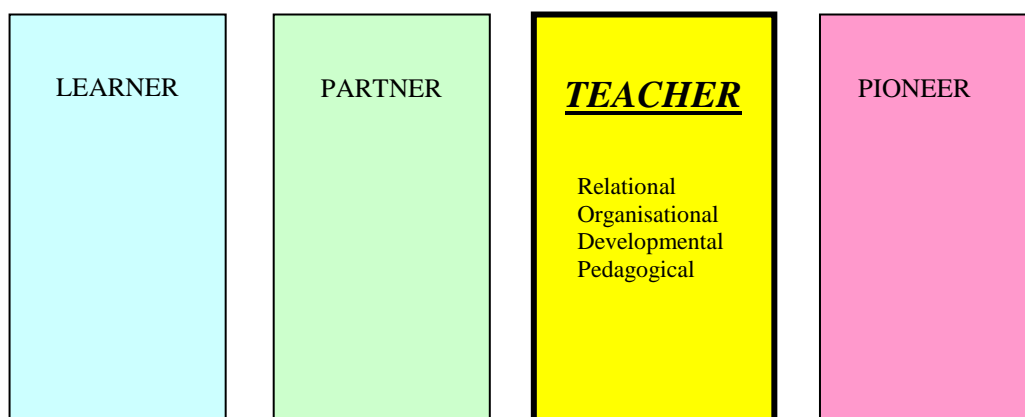 LEARNER
PARTNER
TEACHER
Relational
Organisational
Developmental
Pedagogical
PIONEER